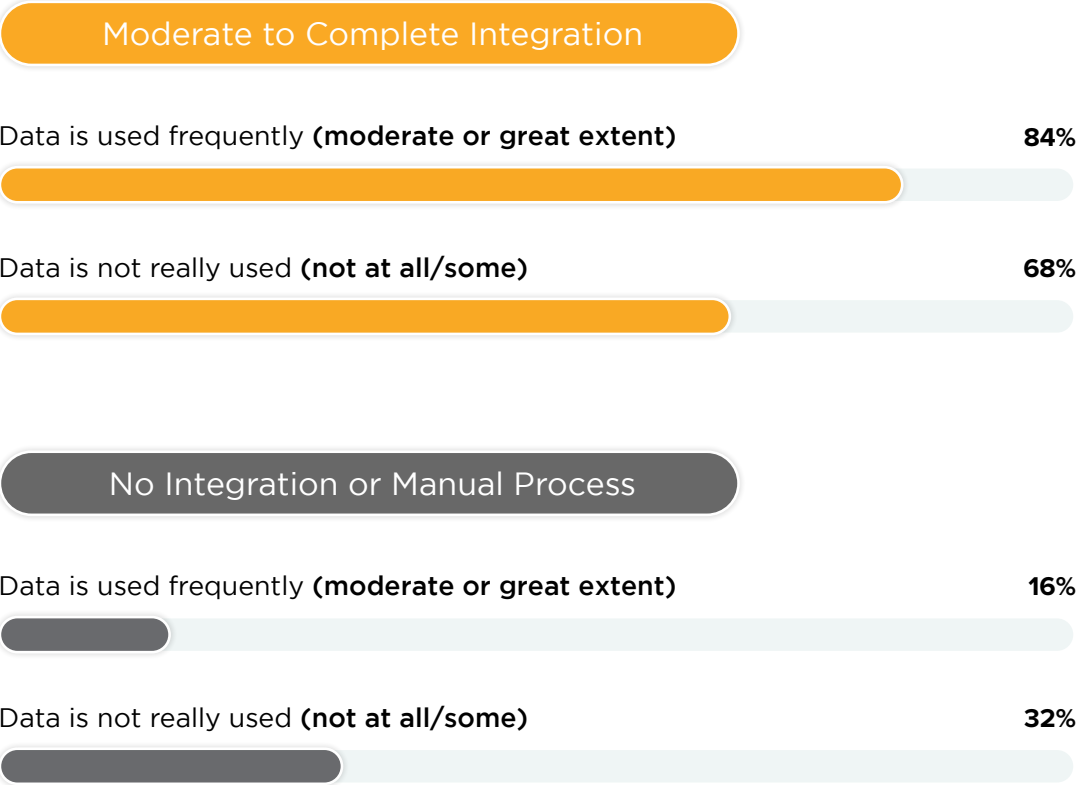 Moderate to Complete Integration
Data is used frequently (moderate or great extent) 84%
Data is not really used (not at all/some) 68%
No Integration or Manual Process
Data is used frequently (moderate or great extent) 16%
Data is not really used (not at all/some) 32%